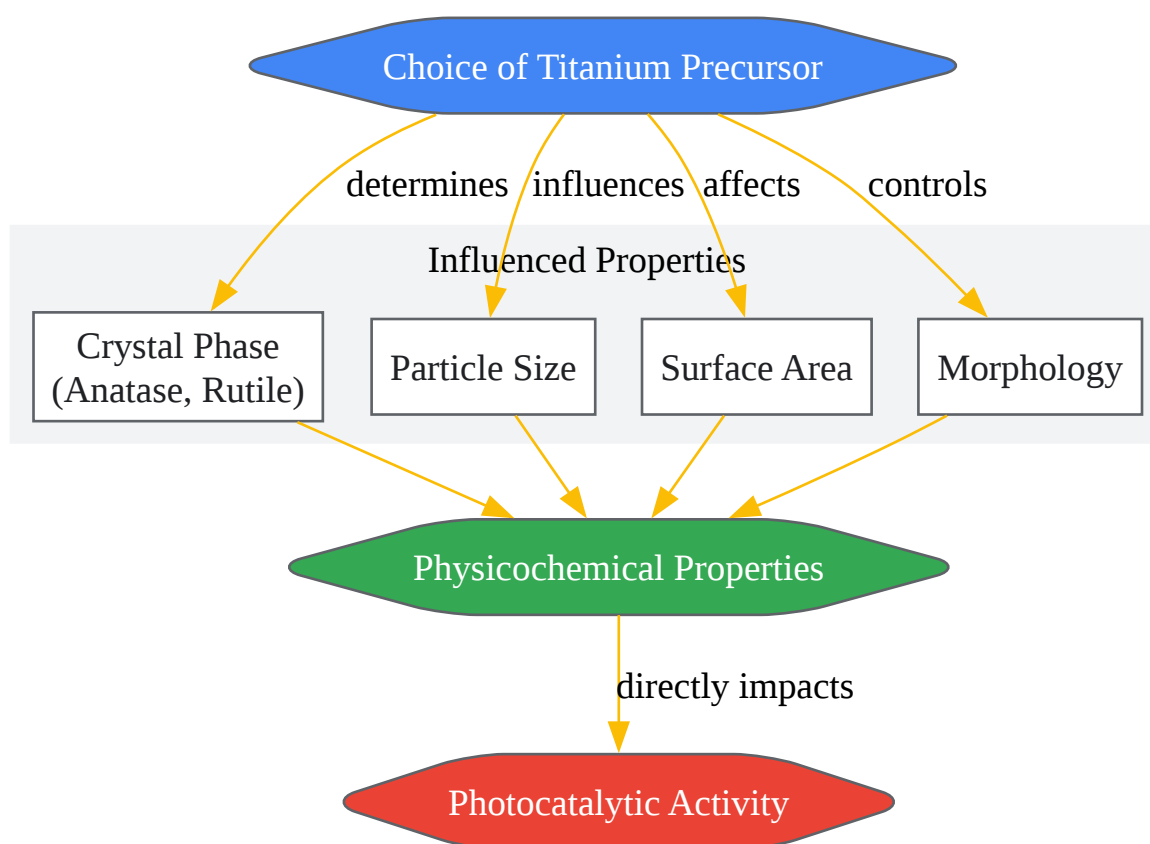 Choice of Titanium Precursor
determines
influences
affects
controls
Influenced Properties
Crystal Phase
(Anatase, Rutile)
Particle Size
Surface Area
Morphology
Physicochemical Properties
directly impacts
Photocatalytic Activity